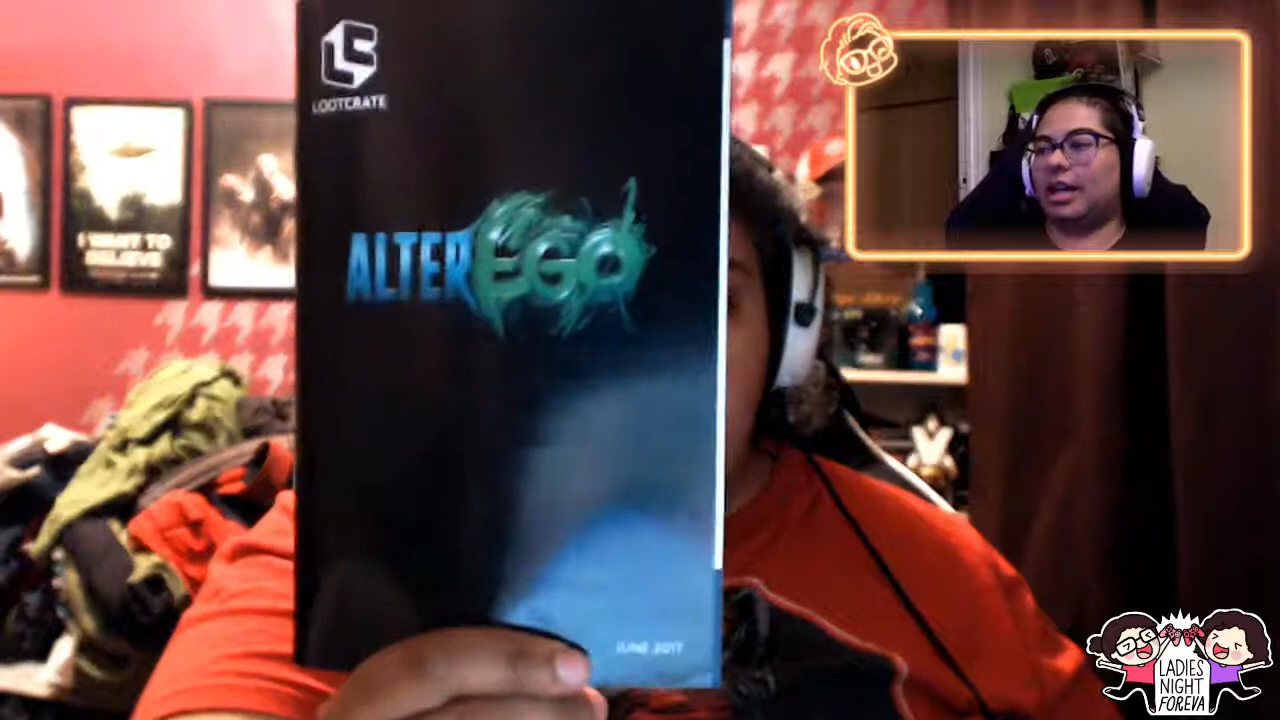 LOOTCRATE
ALTER EGO
JUNE 2017
I WANT TO
BELIEVE
LADIES
NIGHT
FOREVA